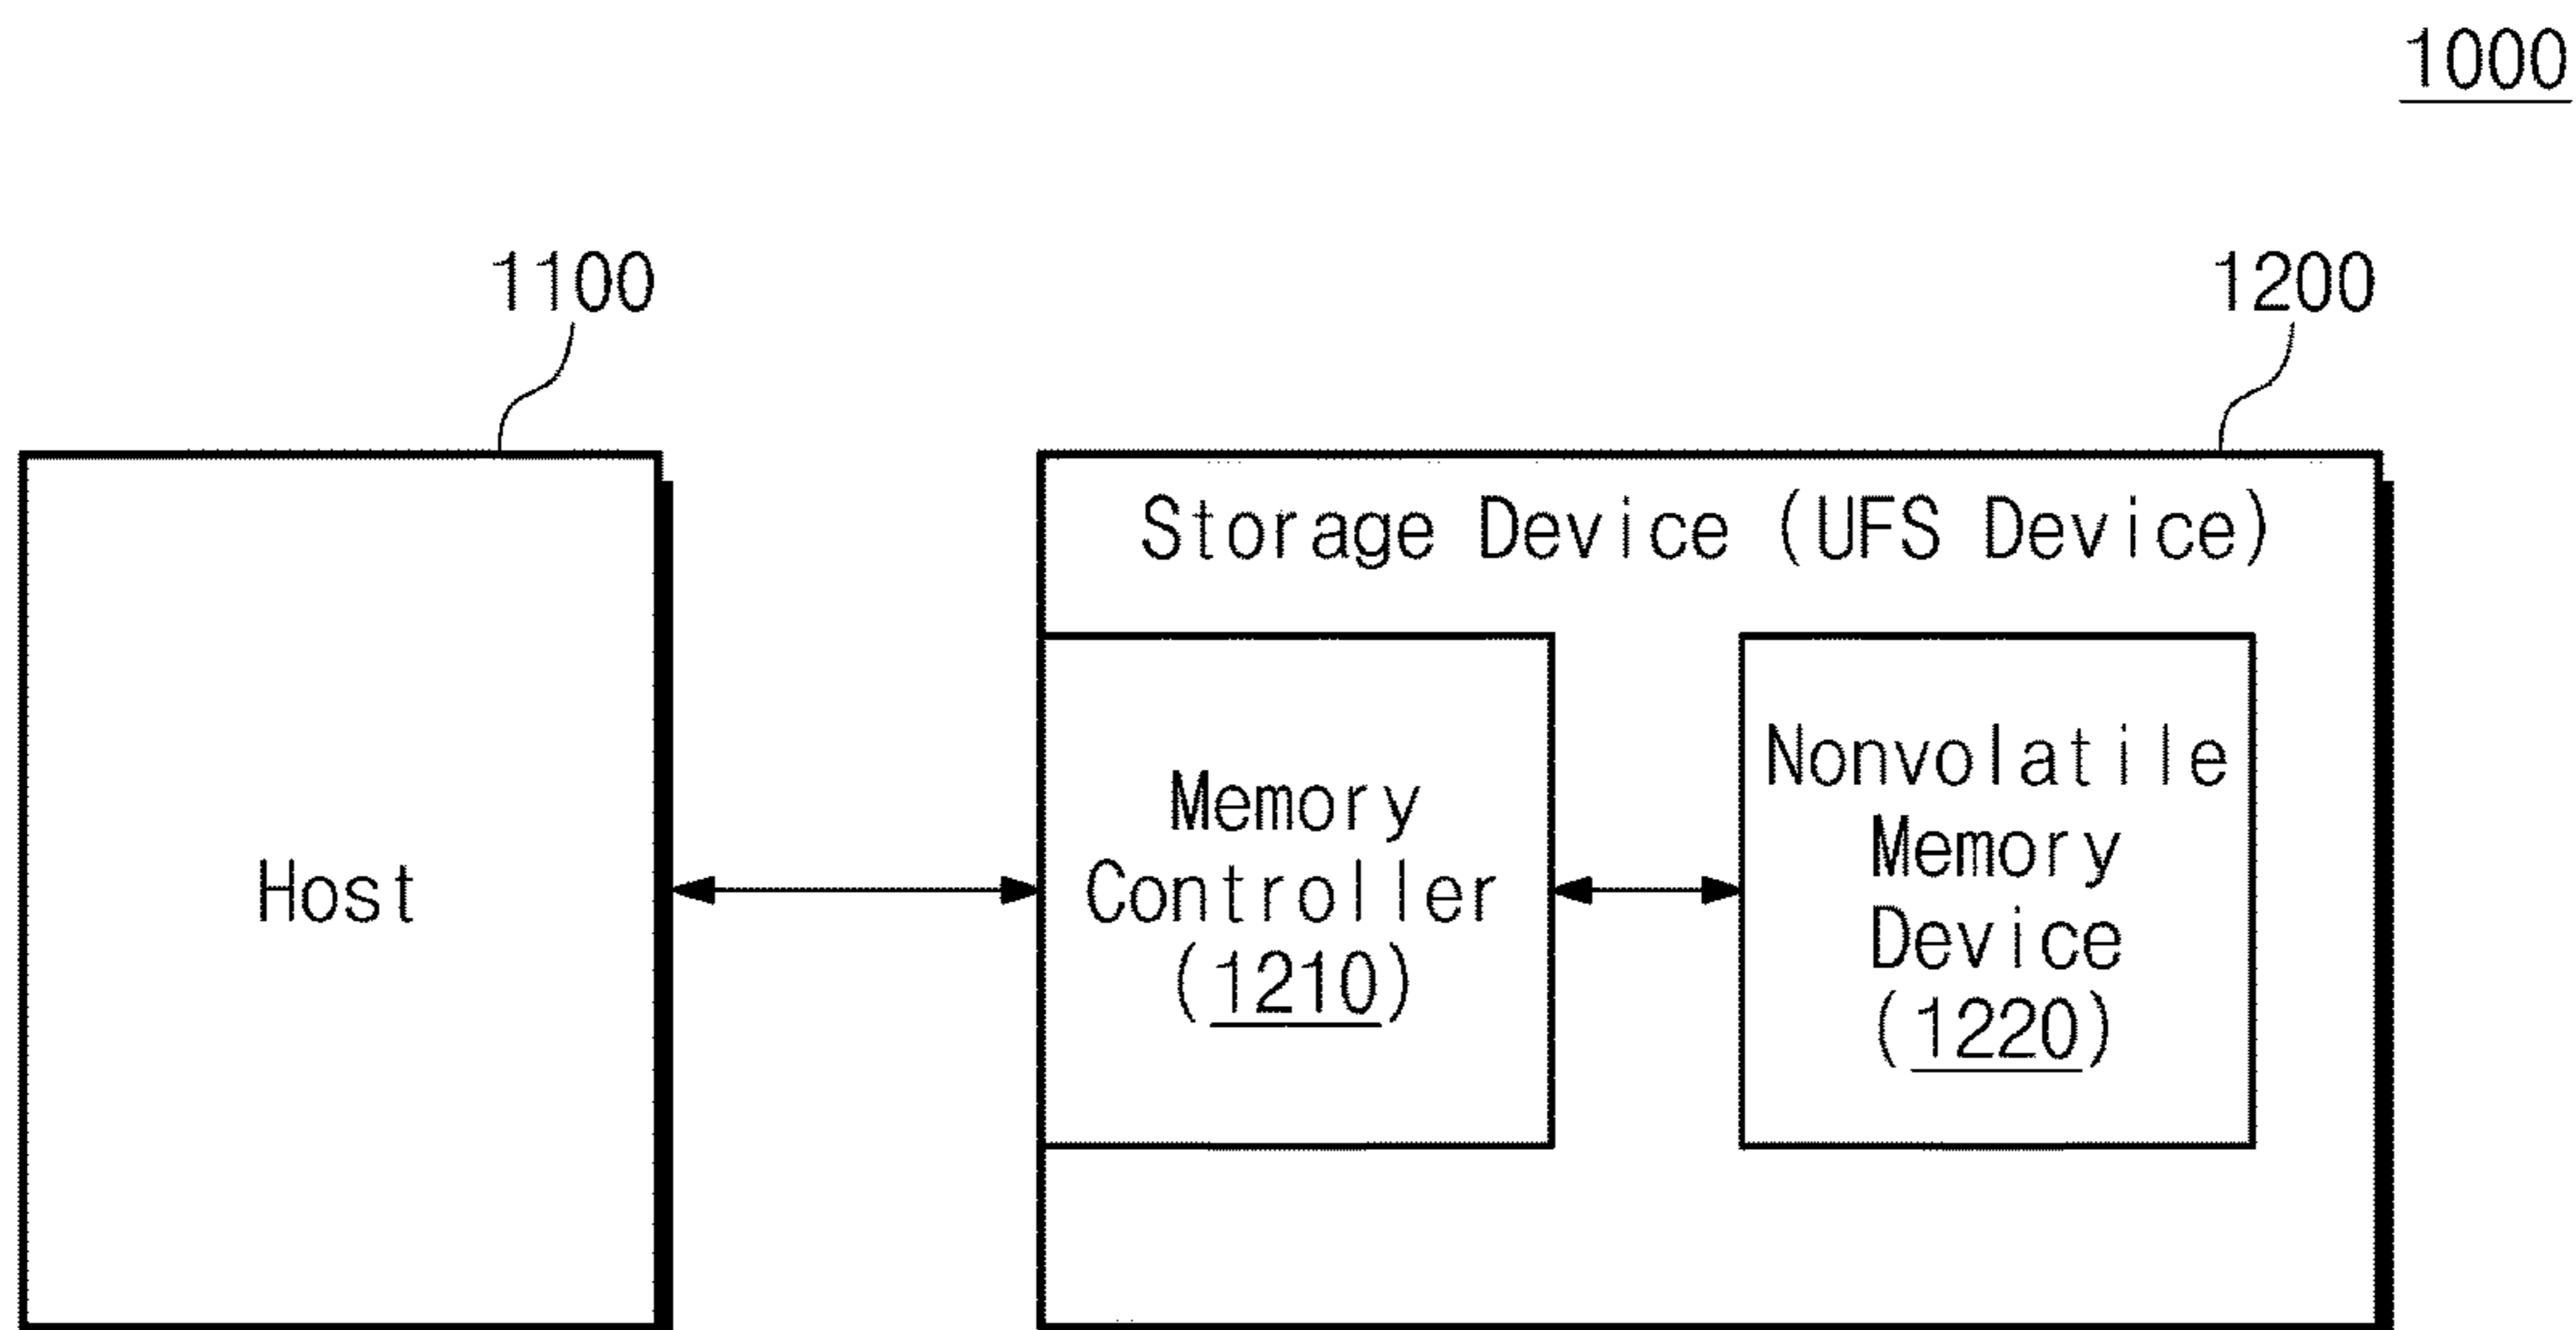 1000
1100
1200
Storage Device (UFS Device)
Host
Memory
Controller
(1210)
Nonvolatile
Memory
Device
(1220)